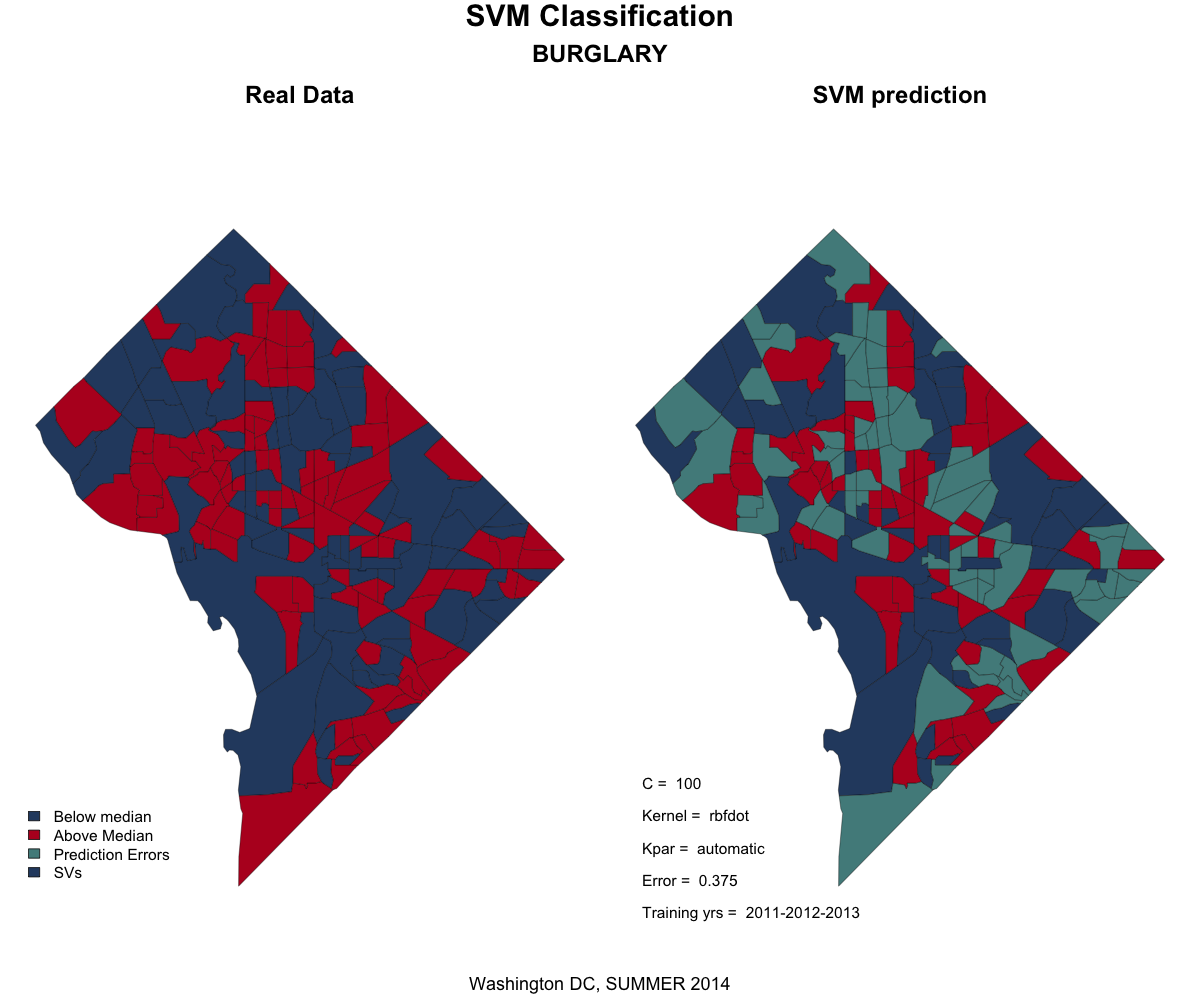 SVM Classification
BURGLARY
Real Data
SVM prediction
Below median
Above Median
Prediction Errors
SVs
C =  100
Kernel =  rbfdot
Kpar =  automatic
Error =  0.375
Training yrs =  2011-2012-2013
Washington DC, SUMMER 2014